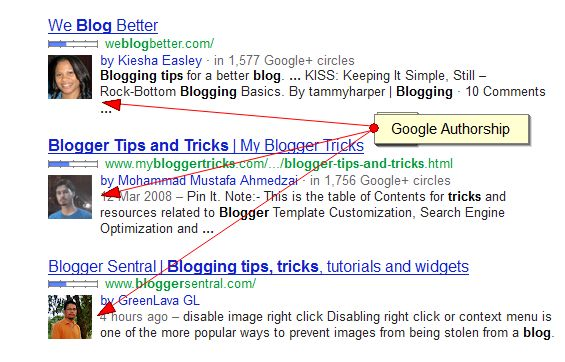 We Blog Better
weblogbetter.com/
by Kiesha Easley · in 1,577 Google+ circles
Blogging tips for a better blog. ... KISS: Keeping It Simple, Still –
Rock-Bottom Blogging Basics. By tammyharper | Blogging · 10 Comments
...
Google Authorship
Blogger Tips and Tricks | My Blogger Tricks
www.mybloggertricks.com/.../blogger-tips-and-tricks.html
by Mohammad Mustafa Ahmedzai · in 1,756 Google+ circles
12 Mar 2008 – Pin It. Note:- This is the table of Contents for tricks and
resources related to Blogger Template Customization, Search Engine
Optimization and ...
Blogger Sentral | Blogging tips, tricks, tutorials and widgets
www.bloggersentral.com/
by GreenLava GL
4 hours ago – disable image right click Disabling right click or context menu is
one of the more popular ways to prevent images from being stolen from a blog.